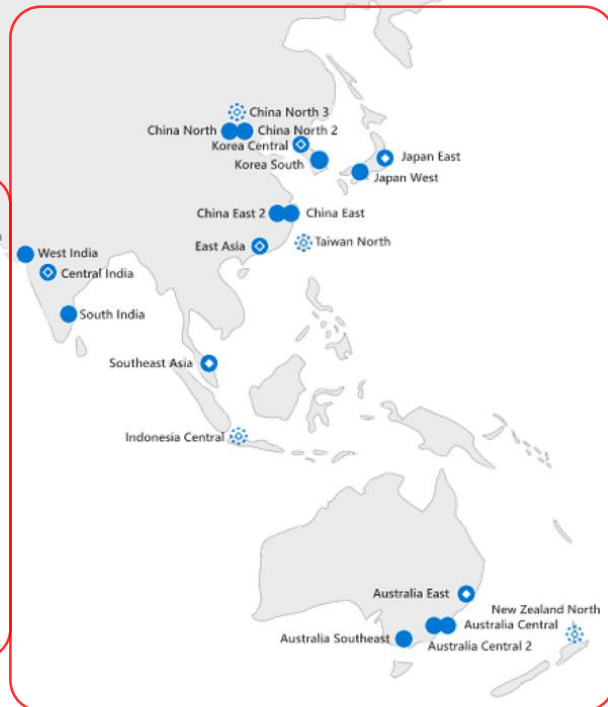 China North 3
China North
China North 2
Korea Central
Korea South
Japan East
Japan West
China East 2
China East
East Asia
Taiwan North
West India
Central India
South India
Southeast Asia
Indonesia Central
Australia East
New Zealand North
Australia Central
Australia Southeast
Australia Central 2